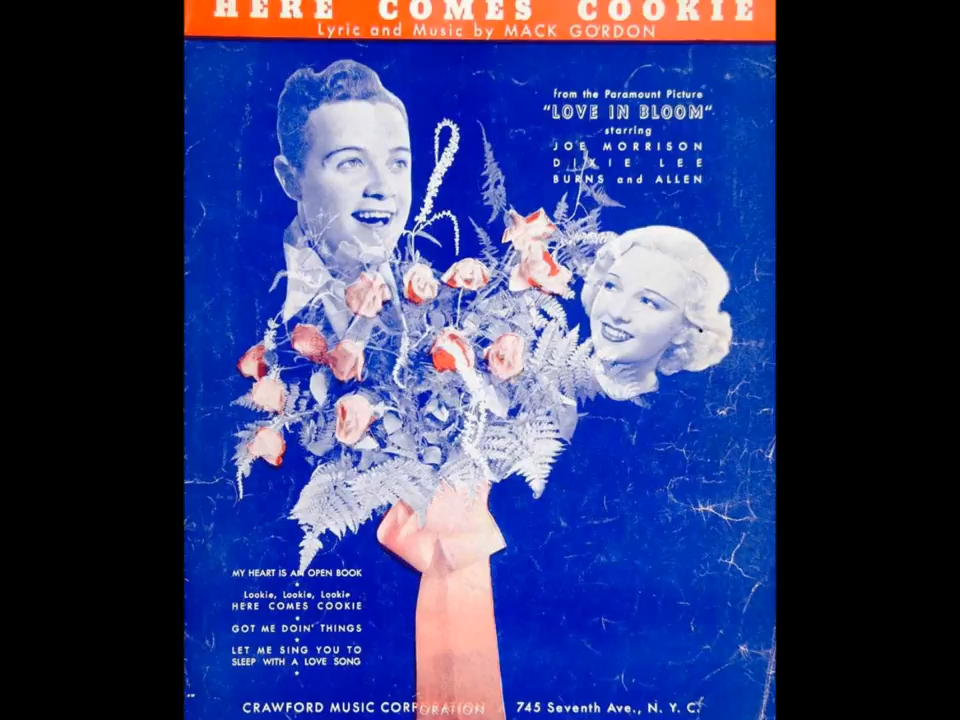 HERE COMES COOKIE
Lyric and Music by MACK GORDON
from the Paramount Picture
"LOVE IN BLOOM"
starring
JOE MORRISON
DIXIE LEE
BURNS and ALLEN
MY HEART IS AN OPEN BOOK
Lookie, Lookie, Lookie
HERE COMES COOKIE
GOT ME DOIN' THINGS
LET ME SING YOU TO
SLEEP WITH A LOVE SONG
CRAWFORD MUSIC CORPORATION / 745 Seventh Ave., N. Y. C.